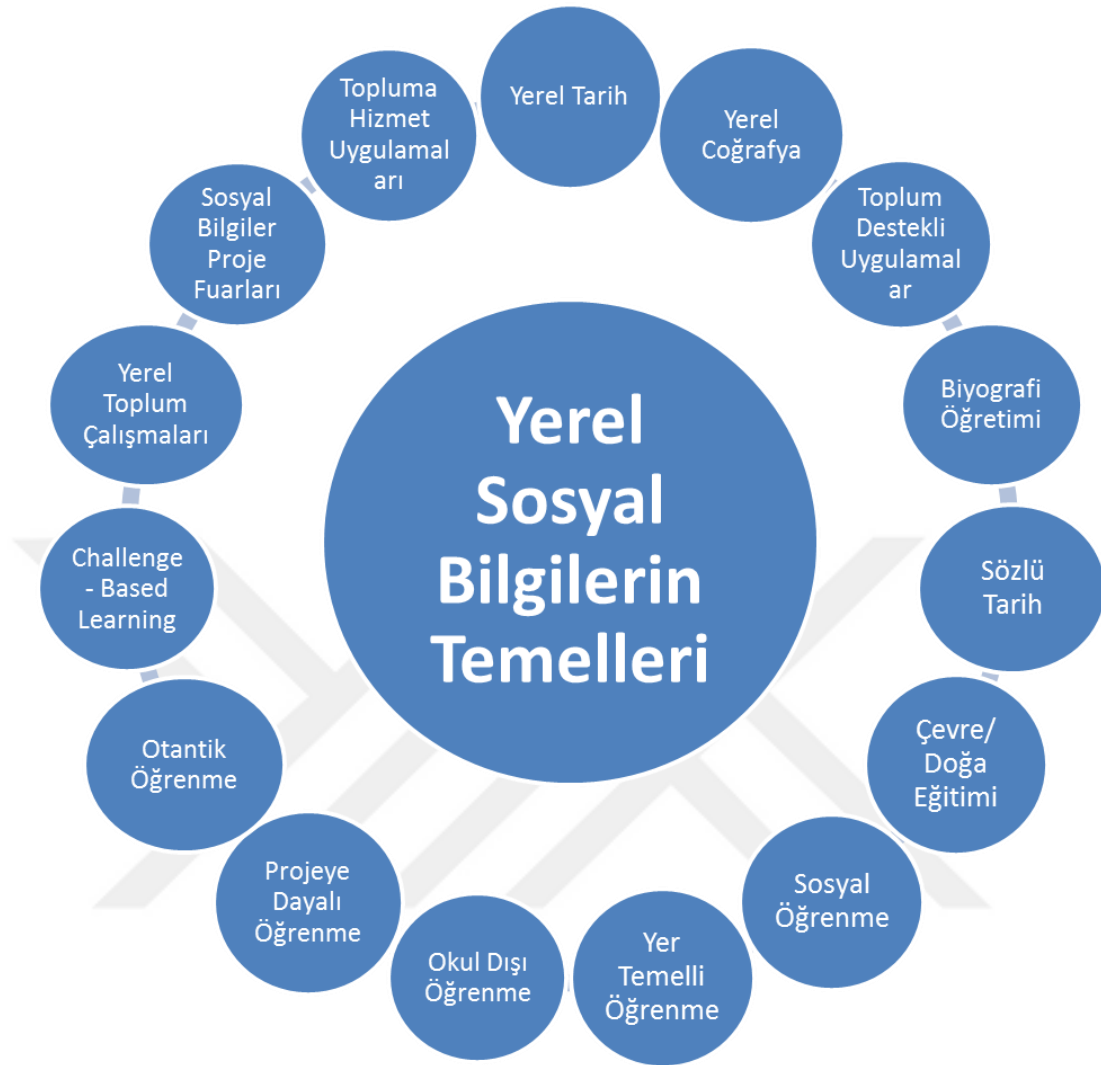 Yerel
Sosyal
Bilgilerin
Temelleri
Yerel Tarih
Yerel
Coğrafya
Toplum
Destekli
Uygulamal
ar
Biyografi
Öğretimi
Sözlü
Tarih
Çevre/
Doğa
Eğitimi
Sosyal
Öğrenme
Yer
Temelli
Öğrenme
Okul Dışı
Öğrenme
Projeye
Dayalı
Öğrenme
Otantik
Öğrenme
Challenge
- Based
Learning
Yerel
Toplum
Çalışmaları
Sosyal
Bilgiler
Proje
Fuarları
Topluma
Hizmet
Uygulamal
arı